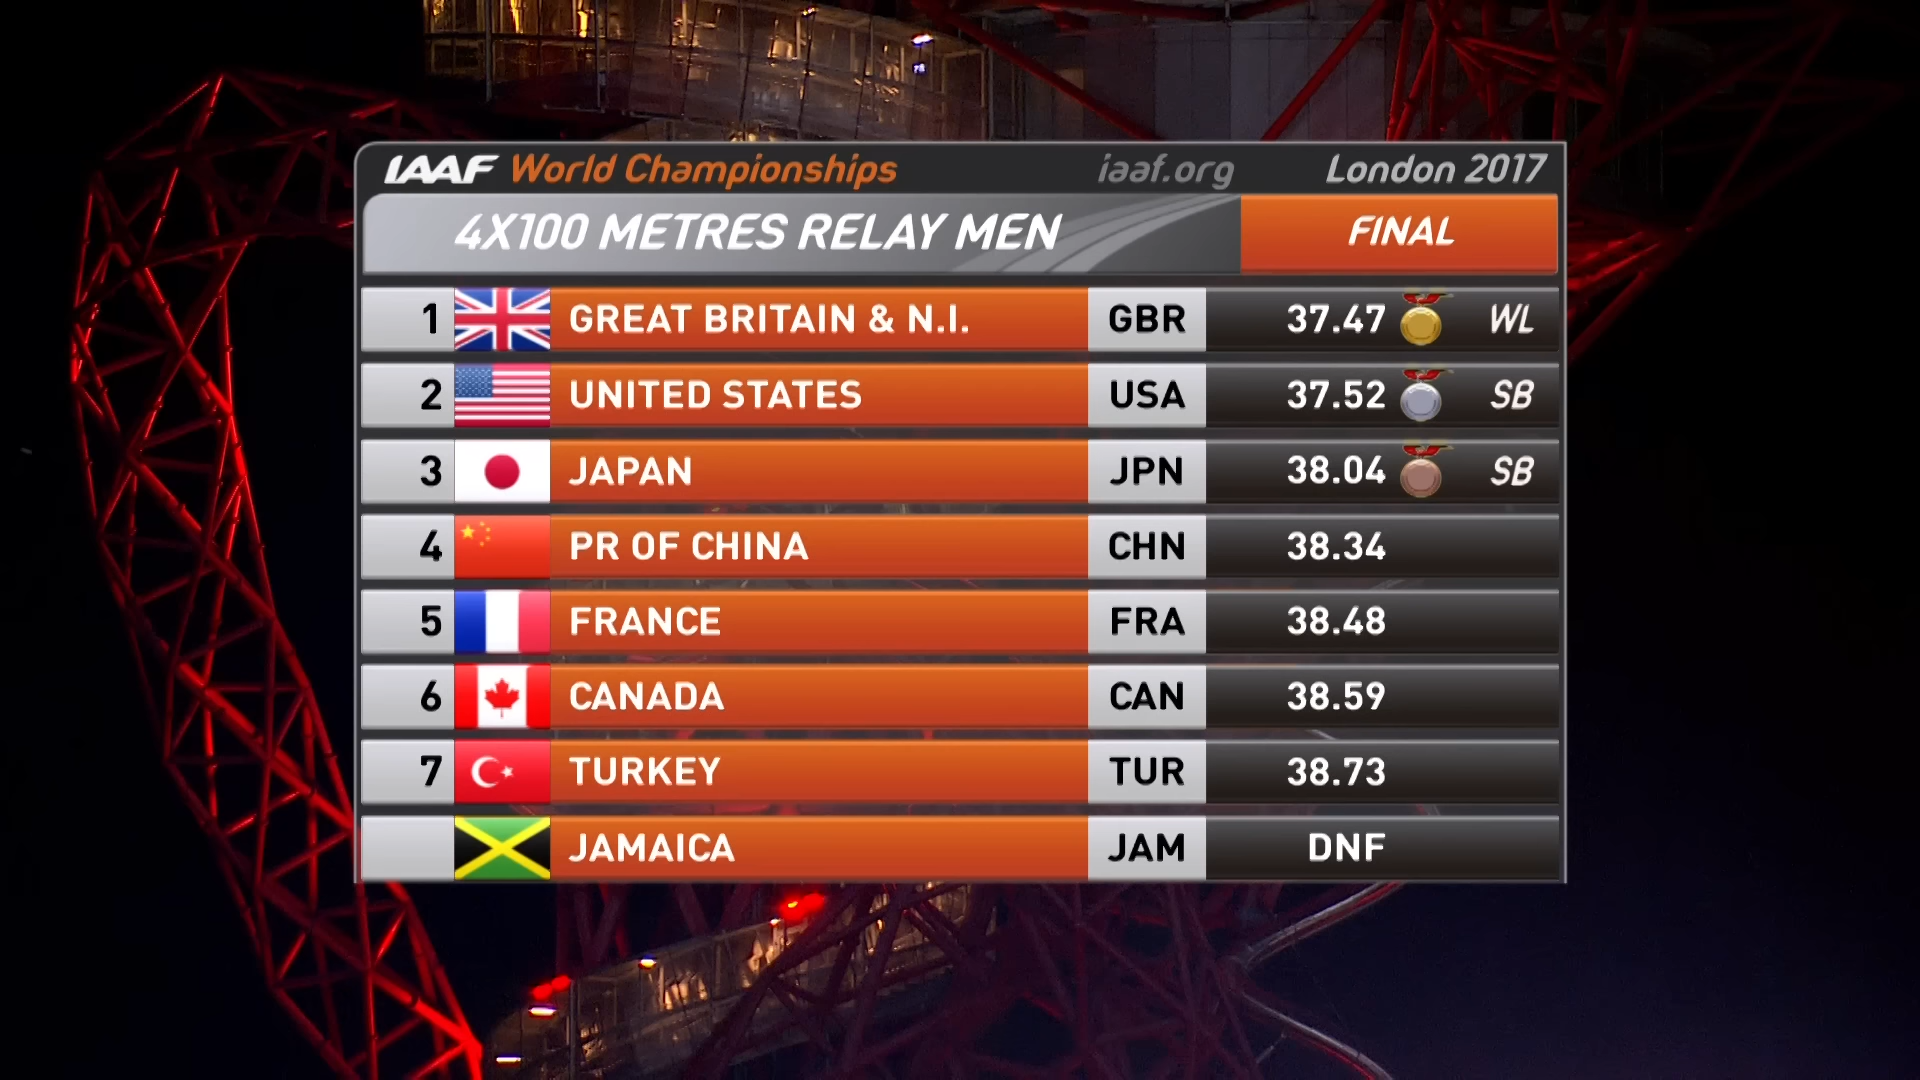 IAAF World Championships iaaf.org London 2017
4X100 METRES RELAY MEN FINAL
1 GREAT BRITAIN & N.I. GBR 37.47 WL
2 UNITED STATES USA 37.52 SB
3 JAPAN JPN 38.04 SB
4 PR OF CHINA CHN 38.34
5 FRANCE FRA 38.48
6 CANADA CAN 38.59
7 TURKEY TUR 38.73
JAMAICA JAM DNF